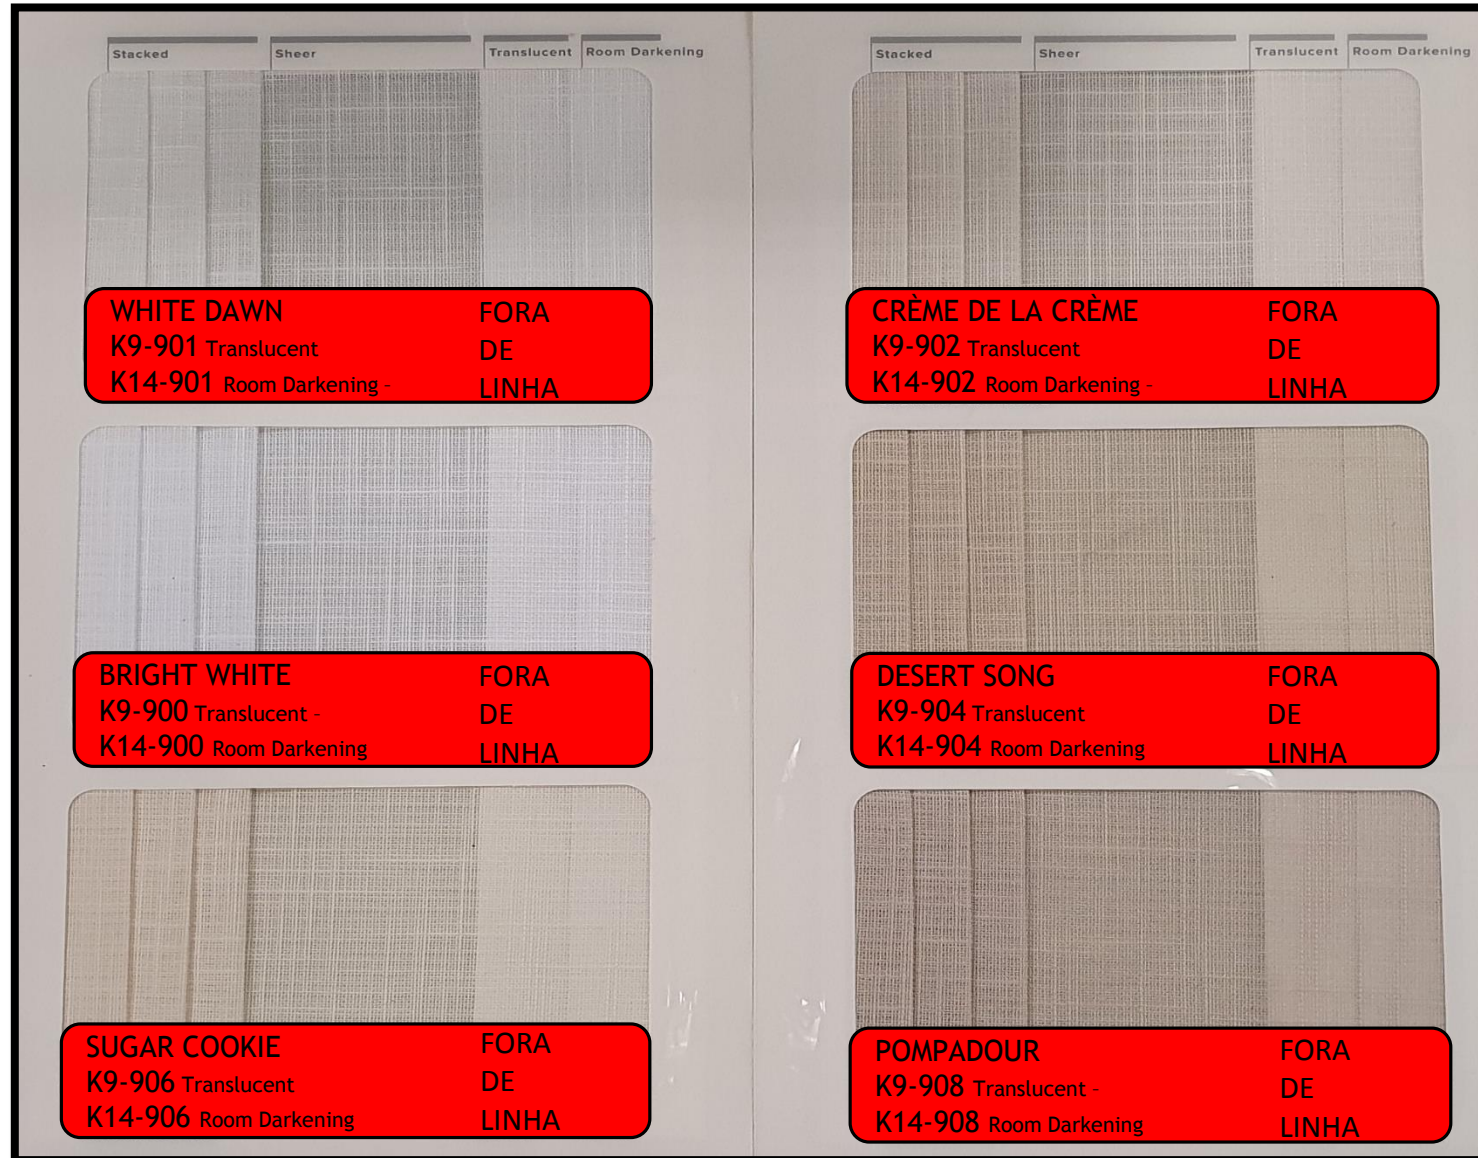 Stacked Sheer Translucent Room Darkening
Stacked Sheer Translucent Room Darkening
WHITE DAWN FORA
K9-901 Translucent DE
K14-901 Room Darkening – LINHA
CRÈME DE LA CRÈME FORA
K9-902 Translucent DE
K14-902 Room Darkening – LINHA
BRIGHT WHITE FORA
K9-900 Translucent – DE
K14-900 Room Darkening LINHA
DESERT SONG FORA
K9-904 Translucent DE
K14-904 Room Darkening LINHA
SUGAR COOKIE FORA
K9-906 Translucent DE
K14-906 Room Darkening LINHA
POMPADOUR FORA
K9-908 Translucent – DE
K14-908 Room Darkening LINHA